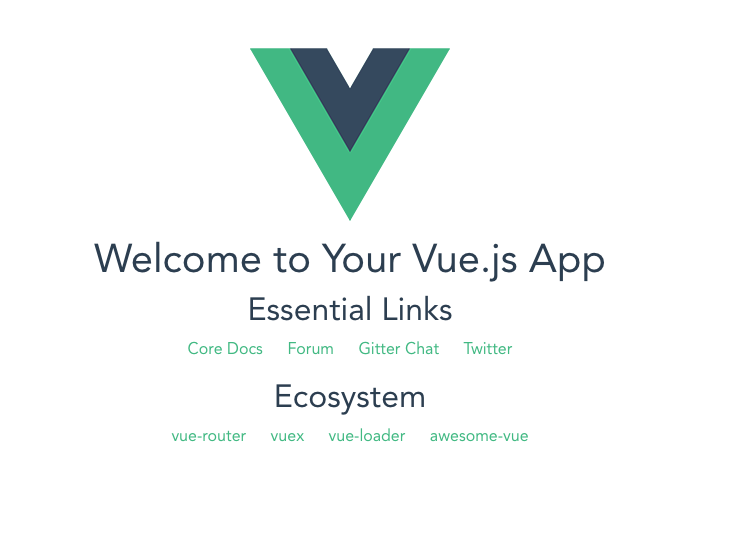 Welcome to Your Vue.js App
Essential Links
Core Docs Forum Gitter Chat Twitter
Ecosystem
vue-router vuex vue-loader awesome-vue